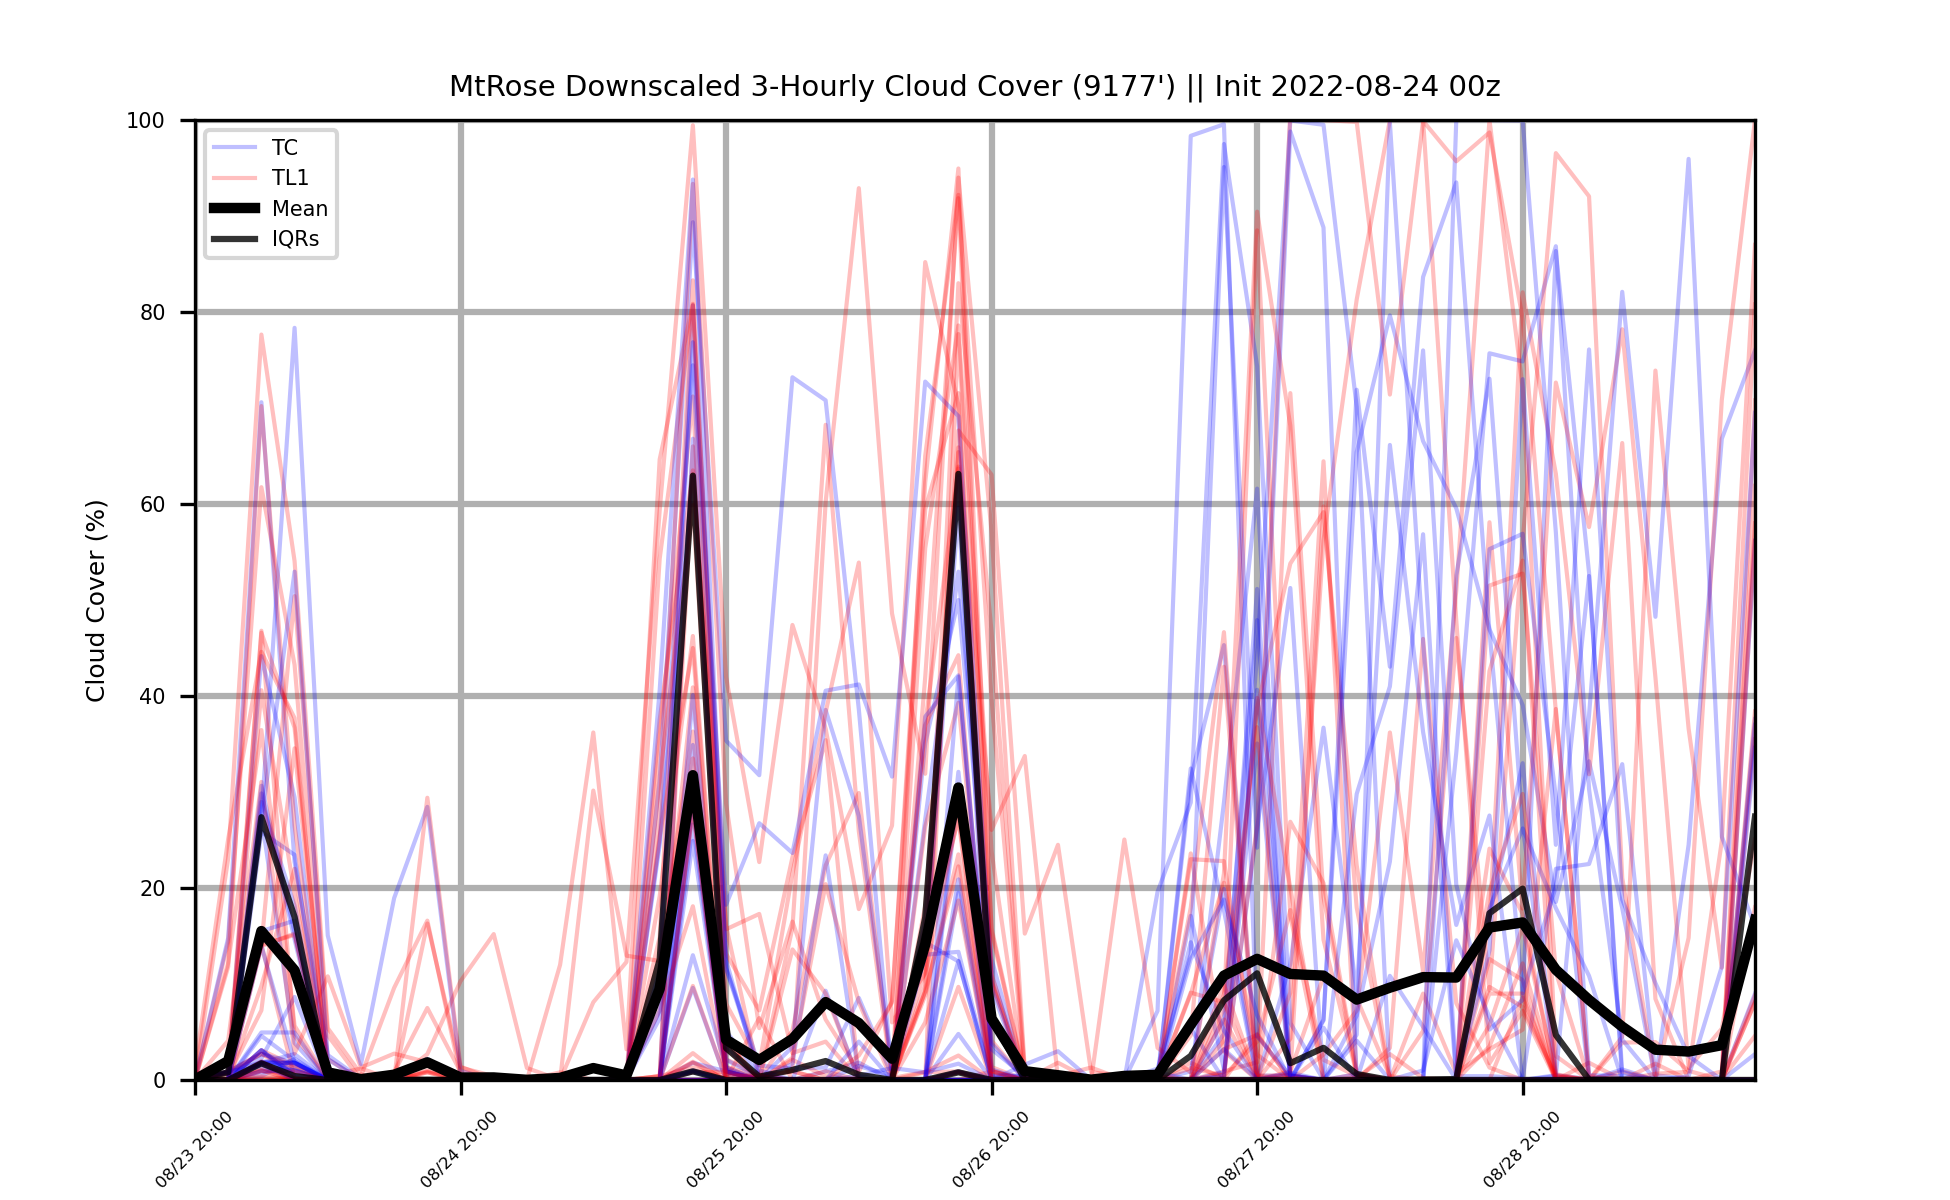 MtRose Downscaled 3-Hourly Cloud Cover (9177') || Init 2022-08-24 00z
100
80
60
40
20
0
Cloud Cover (%)
TC
TL1
Mean
IQRs
08/23 20:00
08/24 20:00
08/25 20:00
08/26 20:00
08/27 20:00
08/28 20:00